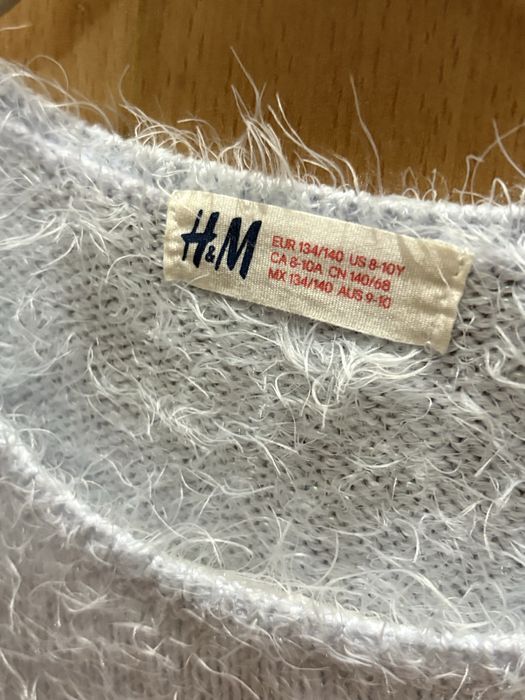 H&M
EUR 134/140 US 8-10Y
CA 8-10A CN 140/68
MX 134/140 AUS 9-10